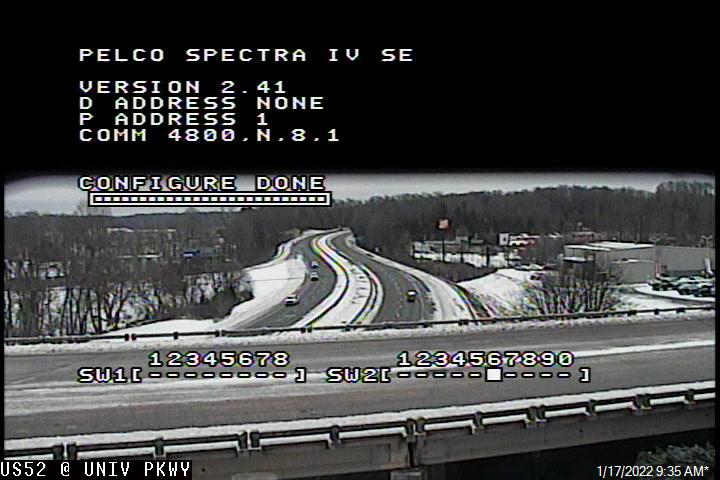 PELCO SPECTRA IV SE
VERSION 2.41
D ADDRESS NONE
P ADDRESS 1
COMM 4800,N,8,1
CONFIGURE DONE
12345678 1234567890
SW1[--------] SW2[-----■----]
US52 @ UNIV PKWY 1/17/2022 9:35 AM*